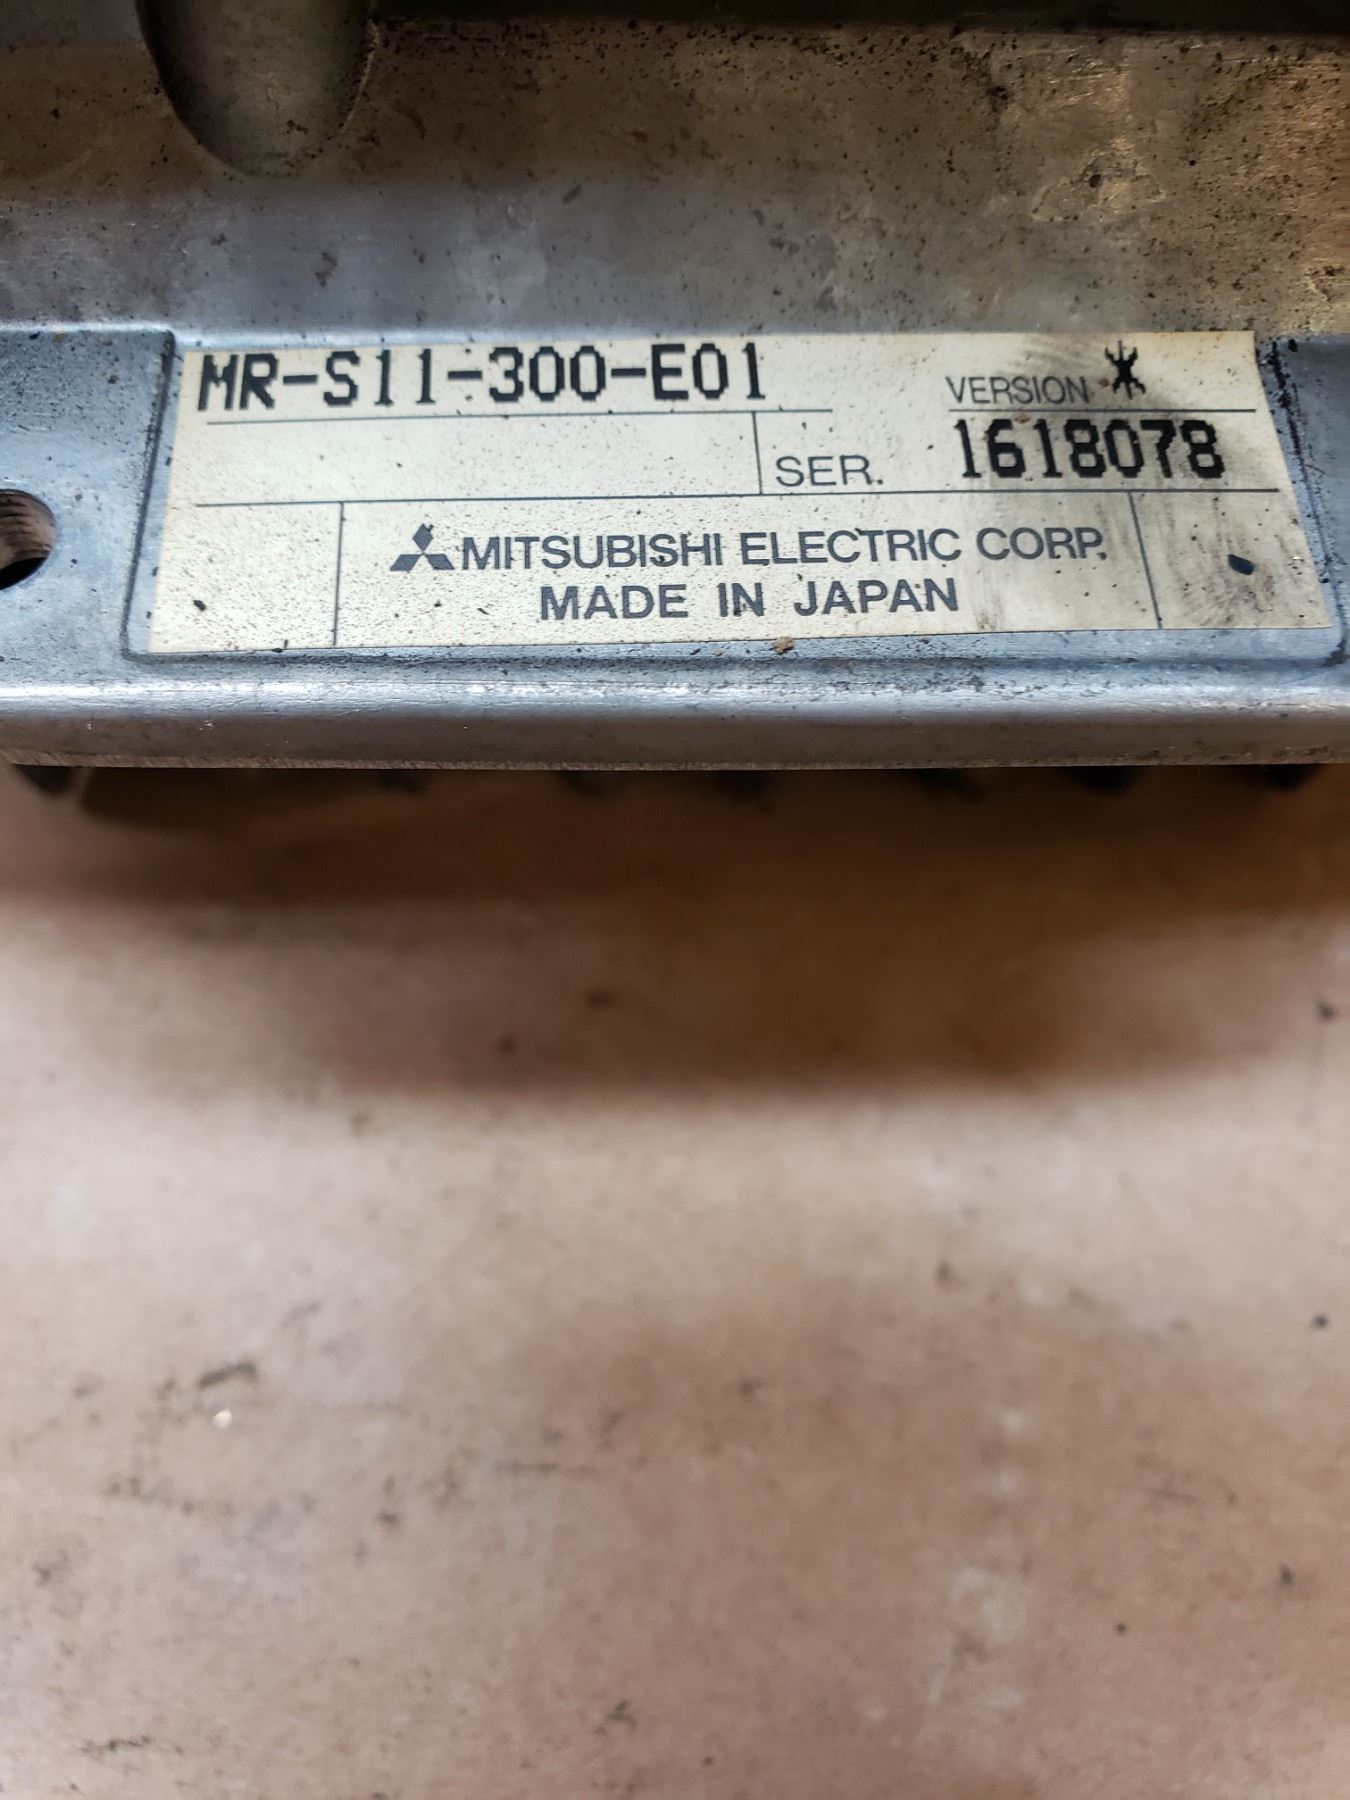 MR-S11-300-E01
VERSION *
SER. 1618078
MITSUBISHI ELECTRIC CORP.
MADE IN JAPAN